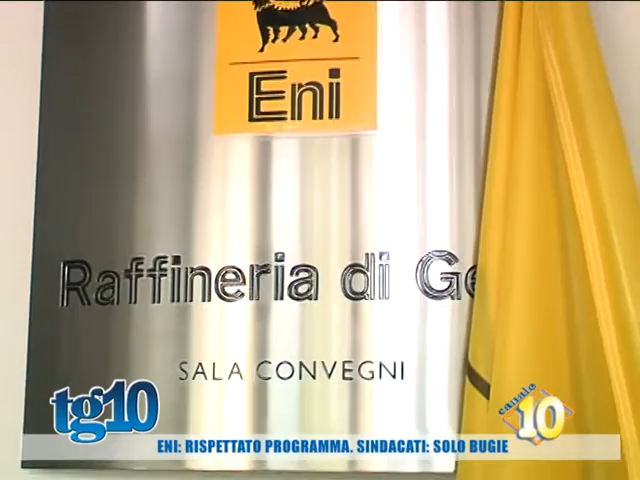 Eni
Raffineria di Ge
SALA CONVEGNI
tg10
canale
10
ENI: RISPETTATO PROGRAMMA. SINDACATI: SOLO BUGIE